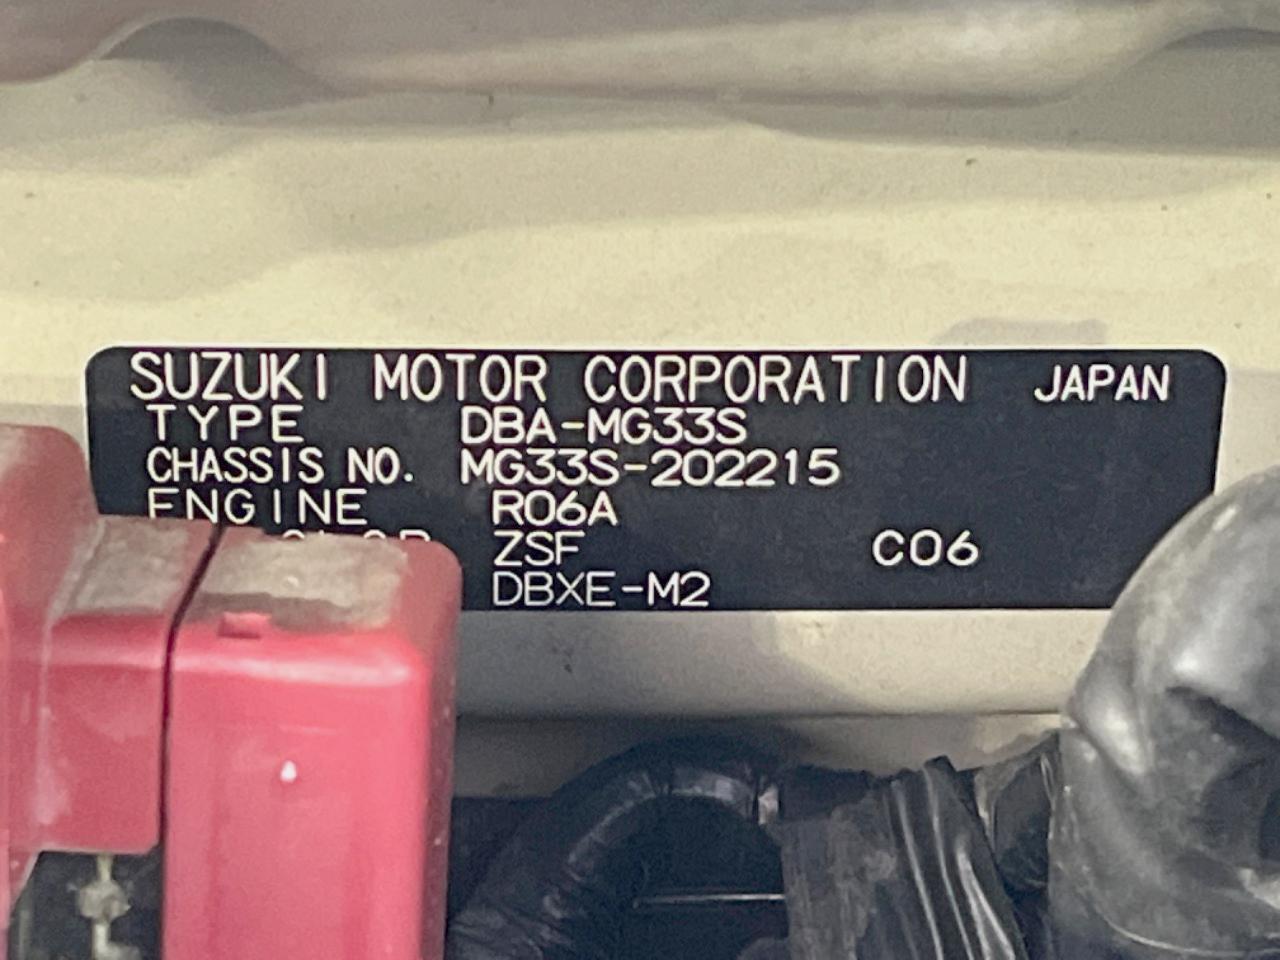 SUZUKI MOTOR CORPORATION JAPAN
TYPE DBA-MG33S
CHASSIS NO. MG33S-202215
ENGINE R06A
ZSF C06
DBXE-M2